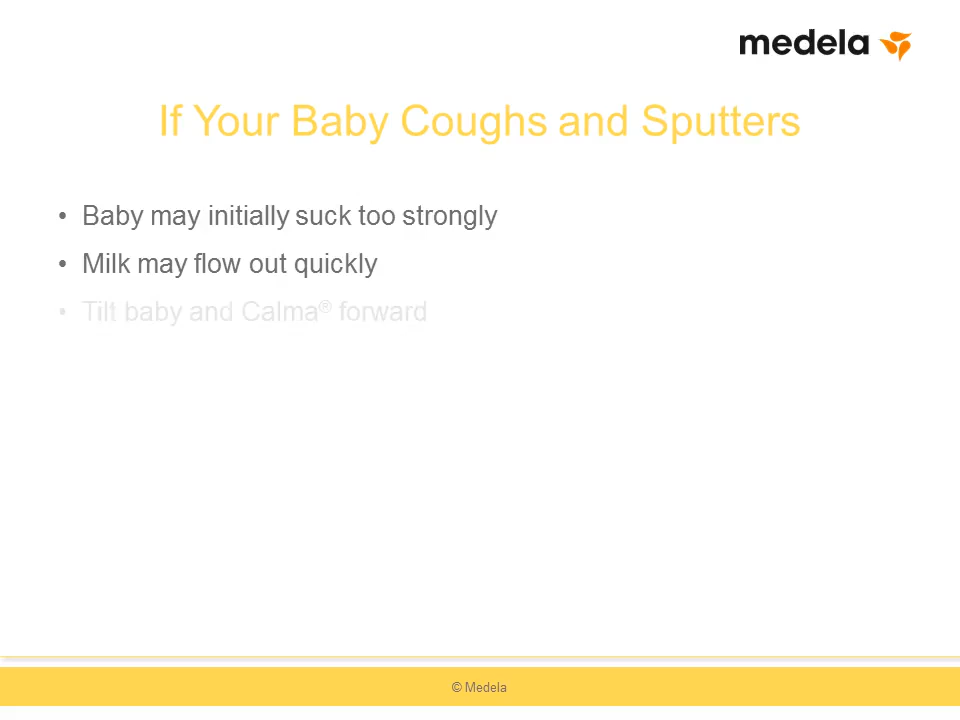 medela
If Your Baby Coughs and Sputters
• Baby may initially suck too strongly
• Milk may flow out quickly
• Tilt baby and Calma® forward
© Medela